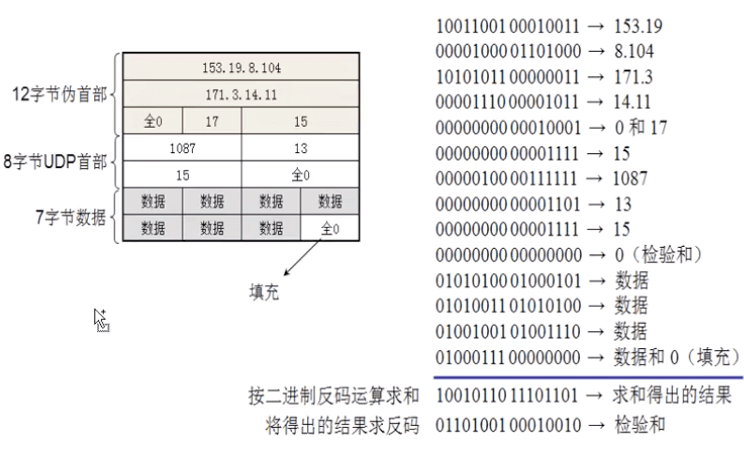 153.19.8.104
12字节伪首部
171.3.14.11
全0 17 15
1087 13
8字节UDP首部
15 全0
数据 数据 数据 数据
7字节数据
数据 数据 数据 全0
填充
10011001 00010011 → 153.19
00001000 01101000 → 8.104
10101011 00000011 → 171.3
00001110 00001011 → 14.11
00000000 00010001 → 0 和 17
00000000 00001111 → 15
00000100 00111111 → 1087
00000000 00001101 → 13
00000000 00001111 → 15
00000000 00000000 → 0（检验和）
01010100 01000101 → 数据
01010011 01010100 → 数据
01001001 01001110 → 数据
01000111 00000000 → 数据和 0（填充）
按二进制反码运算求和 10010110 11101101 → 求和得出的结果
将得出的结果求反码 01101001 00010010 → 检验和